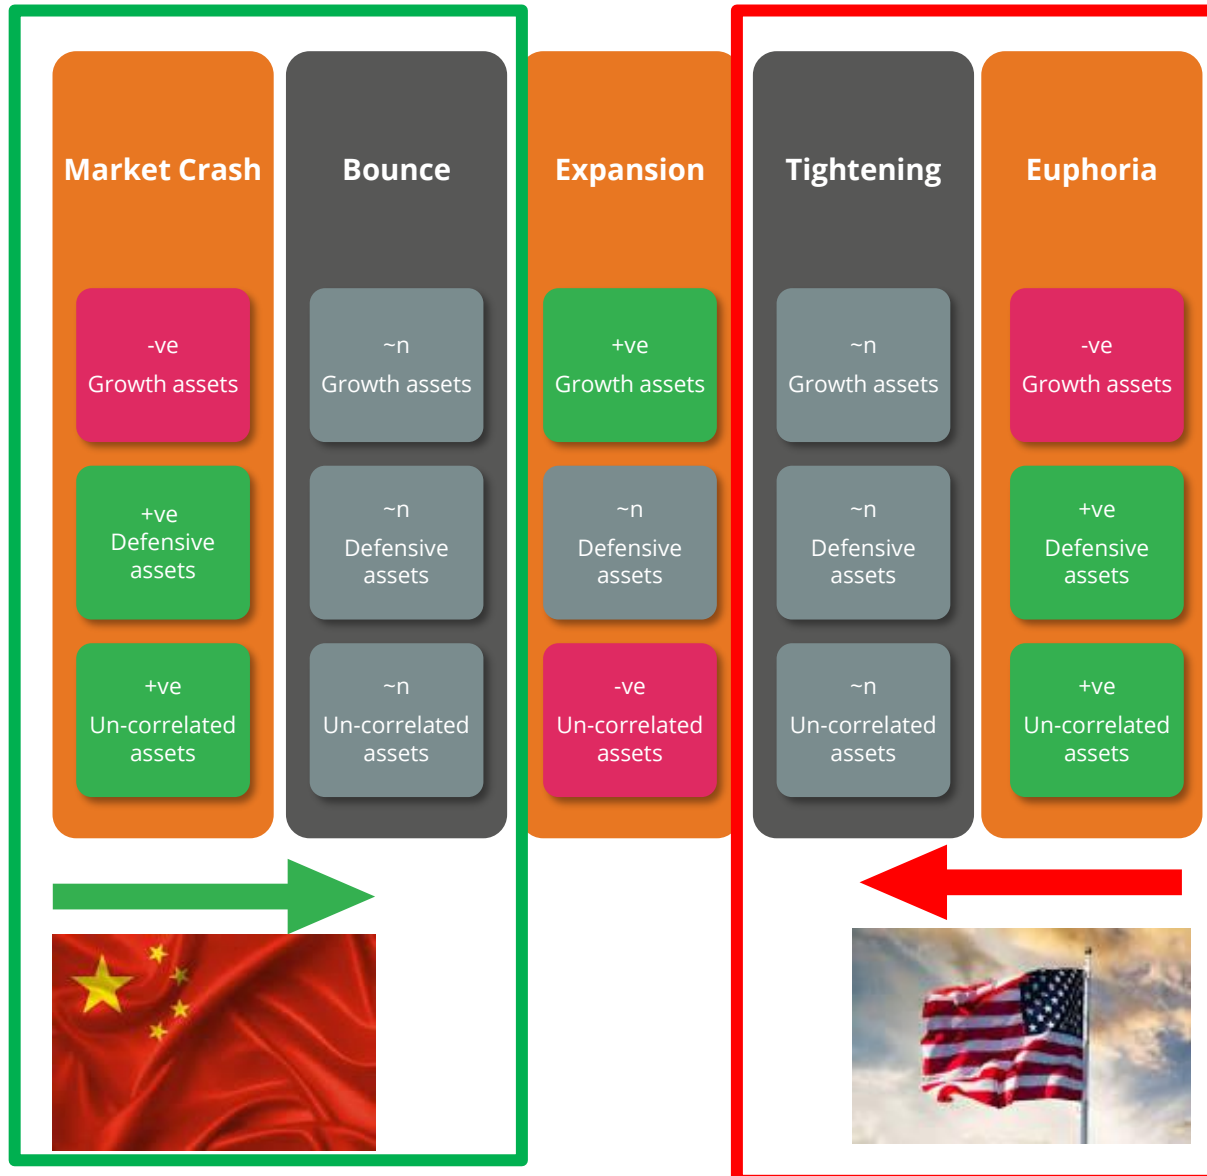 Market Crash
Bounce
Expansion
Tightening
Euphoria
-ve
Growth assets
~n
Growth assets
+ve
Growth assets
~n
Growth assets
-ve
Growth assets
+ve
Defensive
assets
~n
Defensive
assets
~n
Defensive
assets
~n
Defensive
assets
+ve
Defensive
assets
+ve
Un-correlated
assets
~n
Un-correlated
assets
-ve
Un-correlated
assets
~n
Un-correlated
assets
+ve
Un-correlated
assets